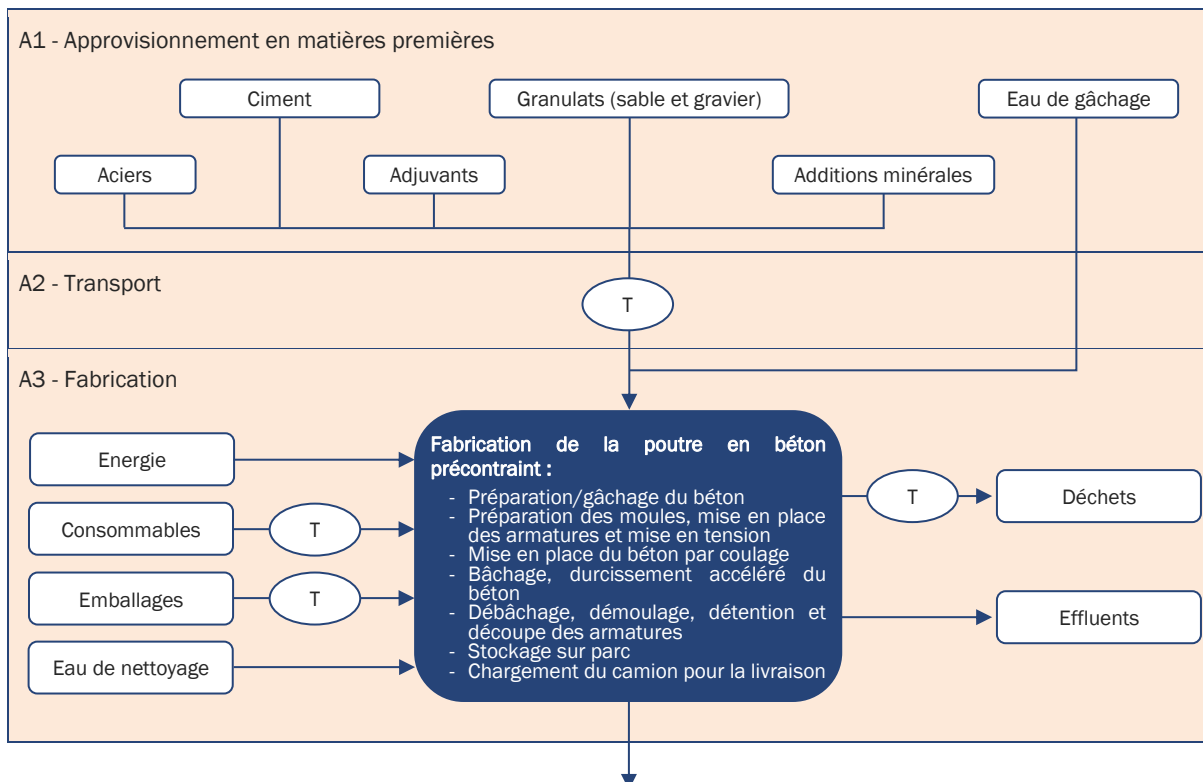 A1 - Approvisionnement en matières premières
Ciment
Granulats (sable et gravier)
Eau de gâchage
Aciers
Adjuvants
Additions minérales
A2 - Transport
T
A3 - Fabrication
Energie
Consommables
T
Emballages
T
Eau de nettoyage
Fabrication de la poutre en béton
précontraint :
- Préparation/gâchage du béton
- Préparation des moules, mise en place
des armatures et mise en tension
- Mise en place du béton par coulage
- Bâchage, durcissement accéléré du
béton
- Débâchage, démoulage, détention et
découpe des armatures
- Stockage sur parc
- Chargement du camion pour la livraison
T
Déchets
Effluents